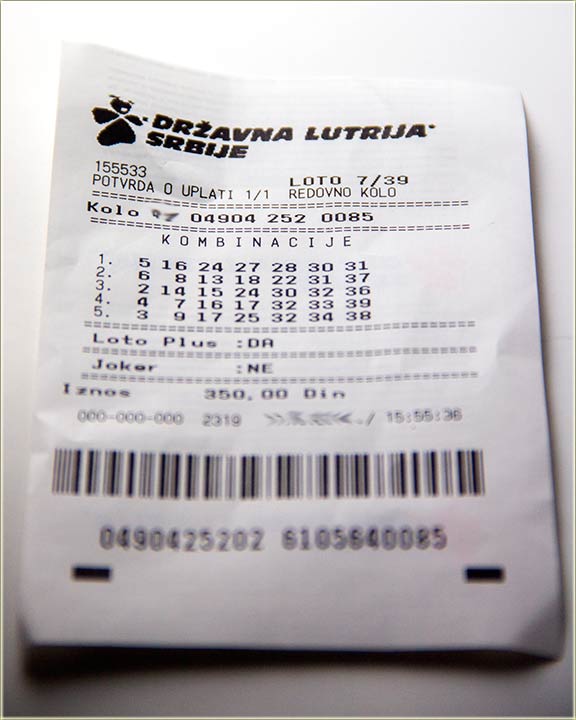 DRŽAVNA LUTRIJA
SRBIJE
155533 LOTO 7/39
POTVRDA O UPLATI 1/1 REDOVNO KOLO
Kolo 04904 252 0085
KOMBINACIJE
1. 5 16 24 27 28 30 31
2. 6 8 13 18 22 31 37
3. 2 14 15 24 30 32 36
4. 4 7 16 17 32 33 39
5. 3 9 17 25 32 34 38
Loto Plus :DA
Joker :NE
Iznos 350,00 Din
000-000-000 2319 / 15:55:36
0490425202 6105640085